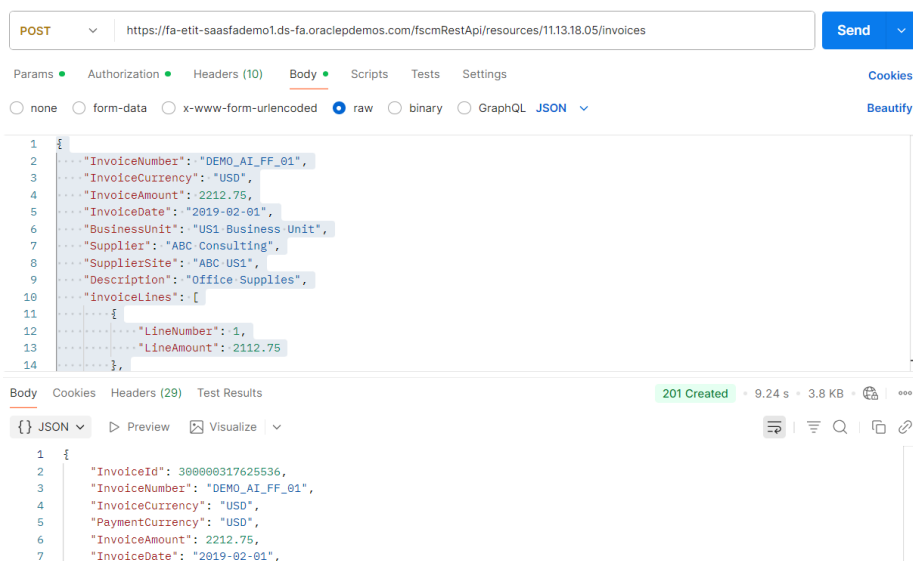 POST https://fa-etit-saasfademo1.ds-fa.oraclepdemos.com/fscmRestApi/resources/11.13.18.05/invoices Send
Params Authorization Headers (10) Body Scripts Tests Settings Cookies
none form-data x-www-form-urlencoded raw binary GraphQL JSON Beautify
1 {
2 "InvoiceNumber": "DEMO_AI_FF_01",
3 "InvoiceCurrency": "USD",
4 "InvoiceAmount": 2212.75,
5 "InvoiceDate": "2019-02-01",
6 "BusinessUnit": "US1 Business Unit",
7 "Supplier": "ABC Consulting",
8 "SupplierSite": "ABC US1",
9 "Description": "Office Supplies",
10 "invoiceLines": [
11 {
12 "LineNumber": 1,
13 "LineAmount": 2112.75
14 },
Body Cookies Headers (29) Test Results 201 Created 9.24 s 3.8 KB
{} JSON Preview Visualize
1 {
2 "InvoiceId": 300000317625536,
3 "InvoiceNumber": "DEMO_AI_FF_01",
4 "InvoiceCurrency": "USD",
5 "PaymentCurrency": "USD",
6 "InvoiceAmount": 2212.75,
7 "InvoiceDate": "2019-02-01",